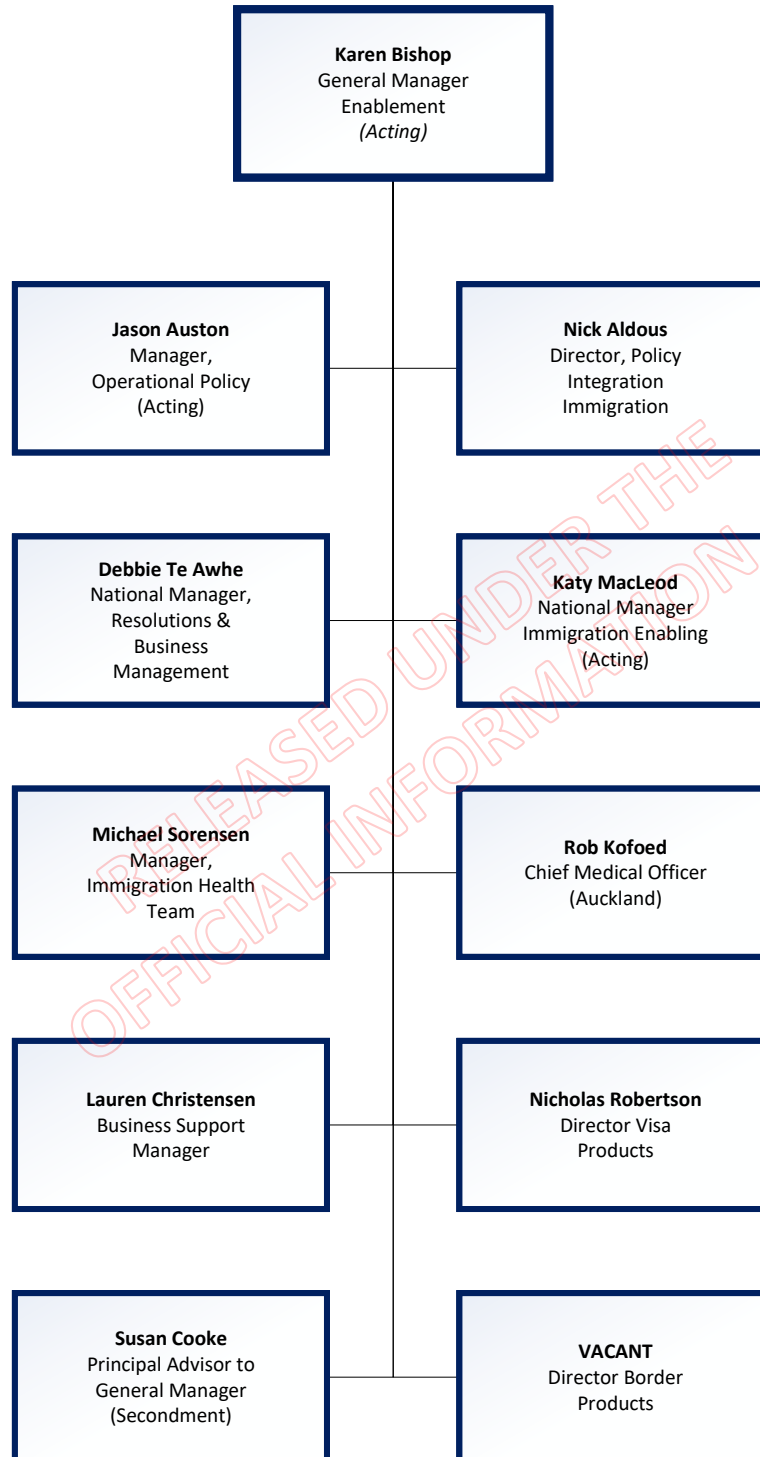 Karen Bishop
General Manager
Enablement
(Acting)
Jason Auston
Manager,
Operational Policy
(Acting)
Nick Aldous
Director, Policy
Integration
Immigration
Debbie Te Awhe
National Manager,
Resolutions &
Business
Management
Katy MacLeod
National Manager
Immigration Enabling
(Acting)
Michael Sorensen
Manager,
Immigration Health
Team
Rob Kofoed
Chief Medical Officer
(Auckland)
Lauren Christensen
Business Support
Manager
Nicholas Robertson
Director Visa
Products
Susan Cooke
Principal Advisor to
General Manager
(Secondment)
VACANT
Director Border
Products
RELEASED UNDER THE
OFFICIAL INFORMATION